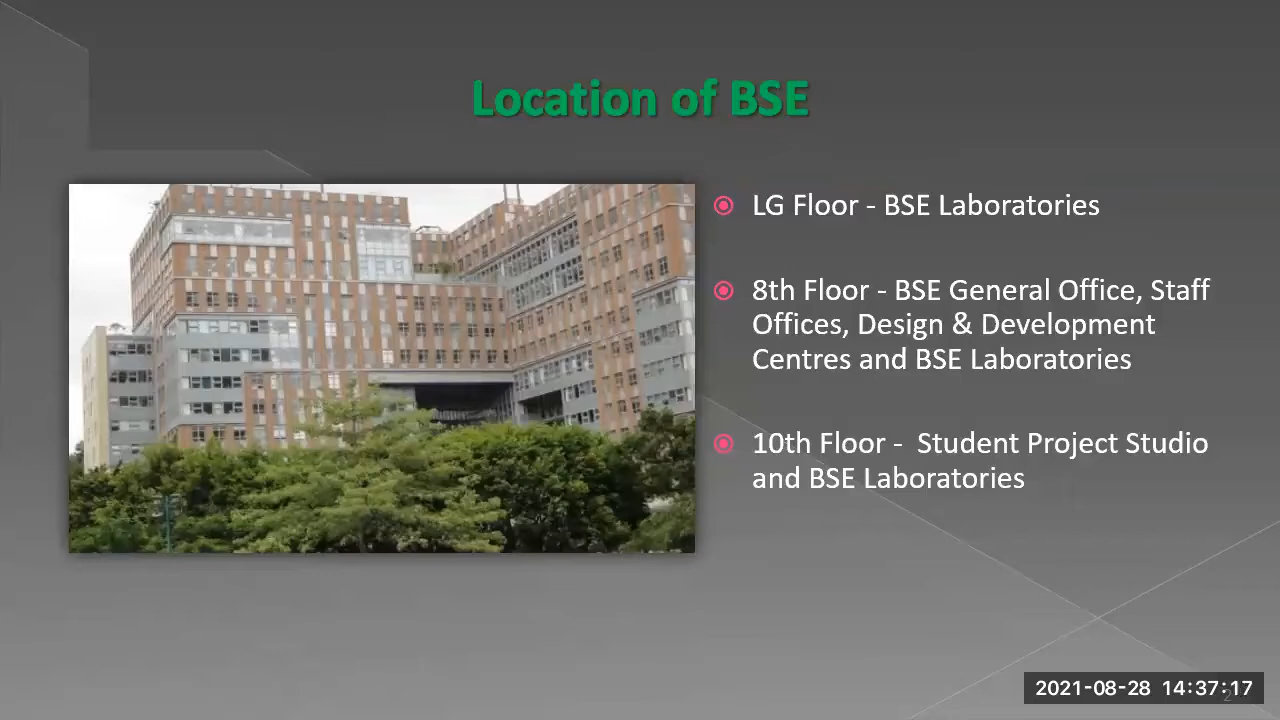 Location of BSE
LG Floor - BSE Laboratories
8th Floor - BSE General Office, Staff
Offices, Design & Development
Centres and BSE Laboratories
10th Floor -  Student Project Studio
and BSE Laboratories
2021-08-28 14:37:17
2